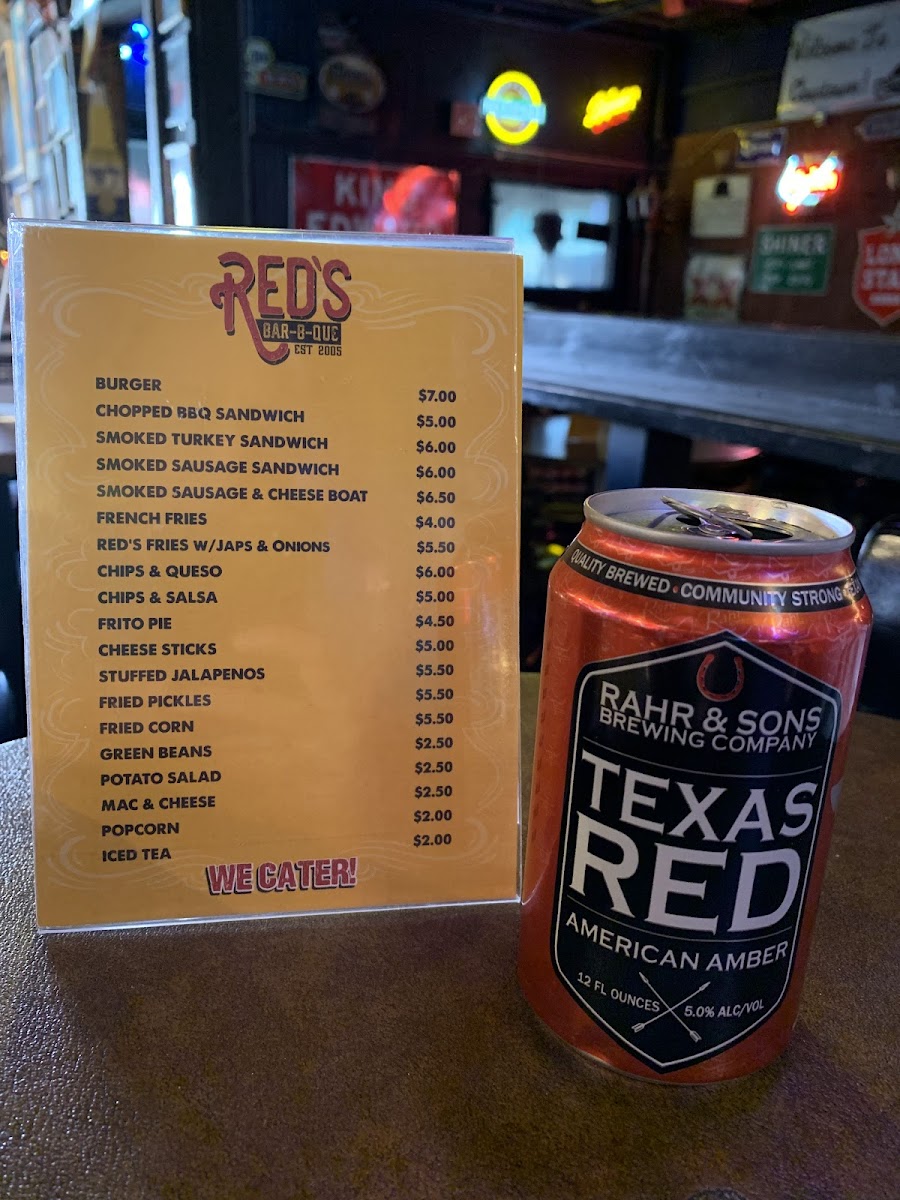 RED'S
BAR-B-QUE
EST 2005
BURGER $7.00
CHOPPED BBQ SANDWICH $5.00
SMOKED TURKEY SANDWICH $6.00
SMOKED SAUSAGE SANDWICH $6.00
SMOKED SAUSAGE & CHEESE BOAT $6.50
FRENCH FRIES $4.00
RED'S FRIES W/JAPS & ONIONS $5.50
CHIPS & QUESO $6.00
CHIPS & SALSA $5.00
FRITO PIE $4.50
CHEESE STICKS $5.00
STUFFED JALAPENOS $5.50
FRIED PICKLES $5.50
FRIED CORN $5.50
GREEN BEANS $2.50
POTATO SALAD $2.50
MAC & CHEESE $2.50
POPCORN $2.00
ICED TEA $2.00
WE CATER!
QUALITY BREWED • COMMUNITY STRONG
RAHR & SONS
BREWING COMPANY
TEXAS
RED
AMERICAN AMBER
12 FL OUNCES
5.0% ALC/VOL
Welcome To
SHINER